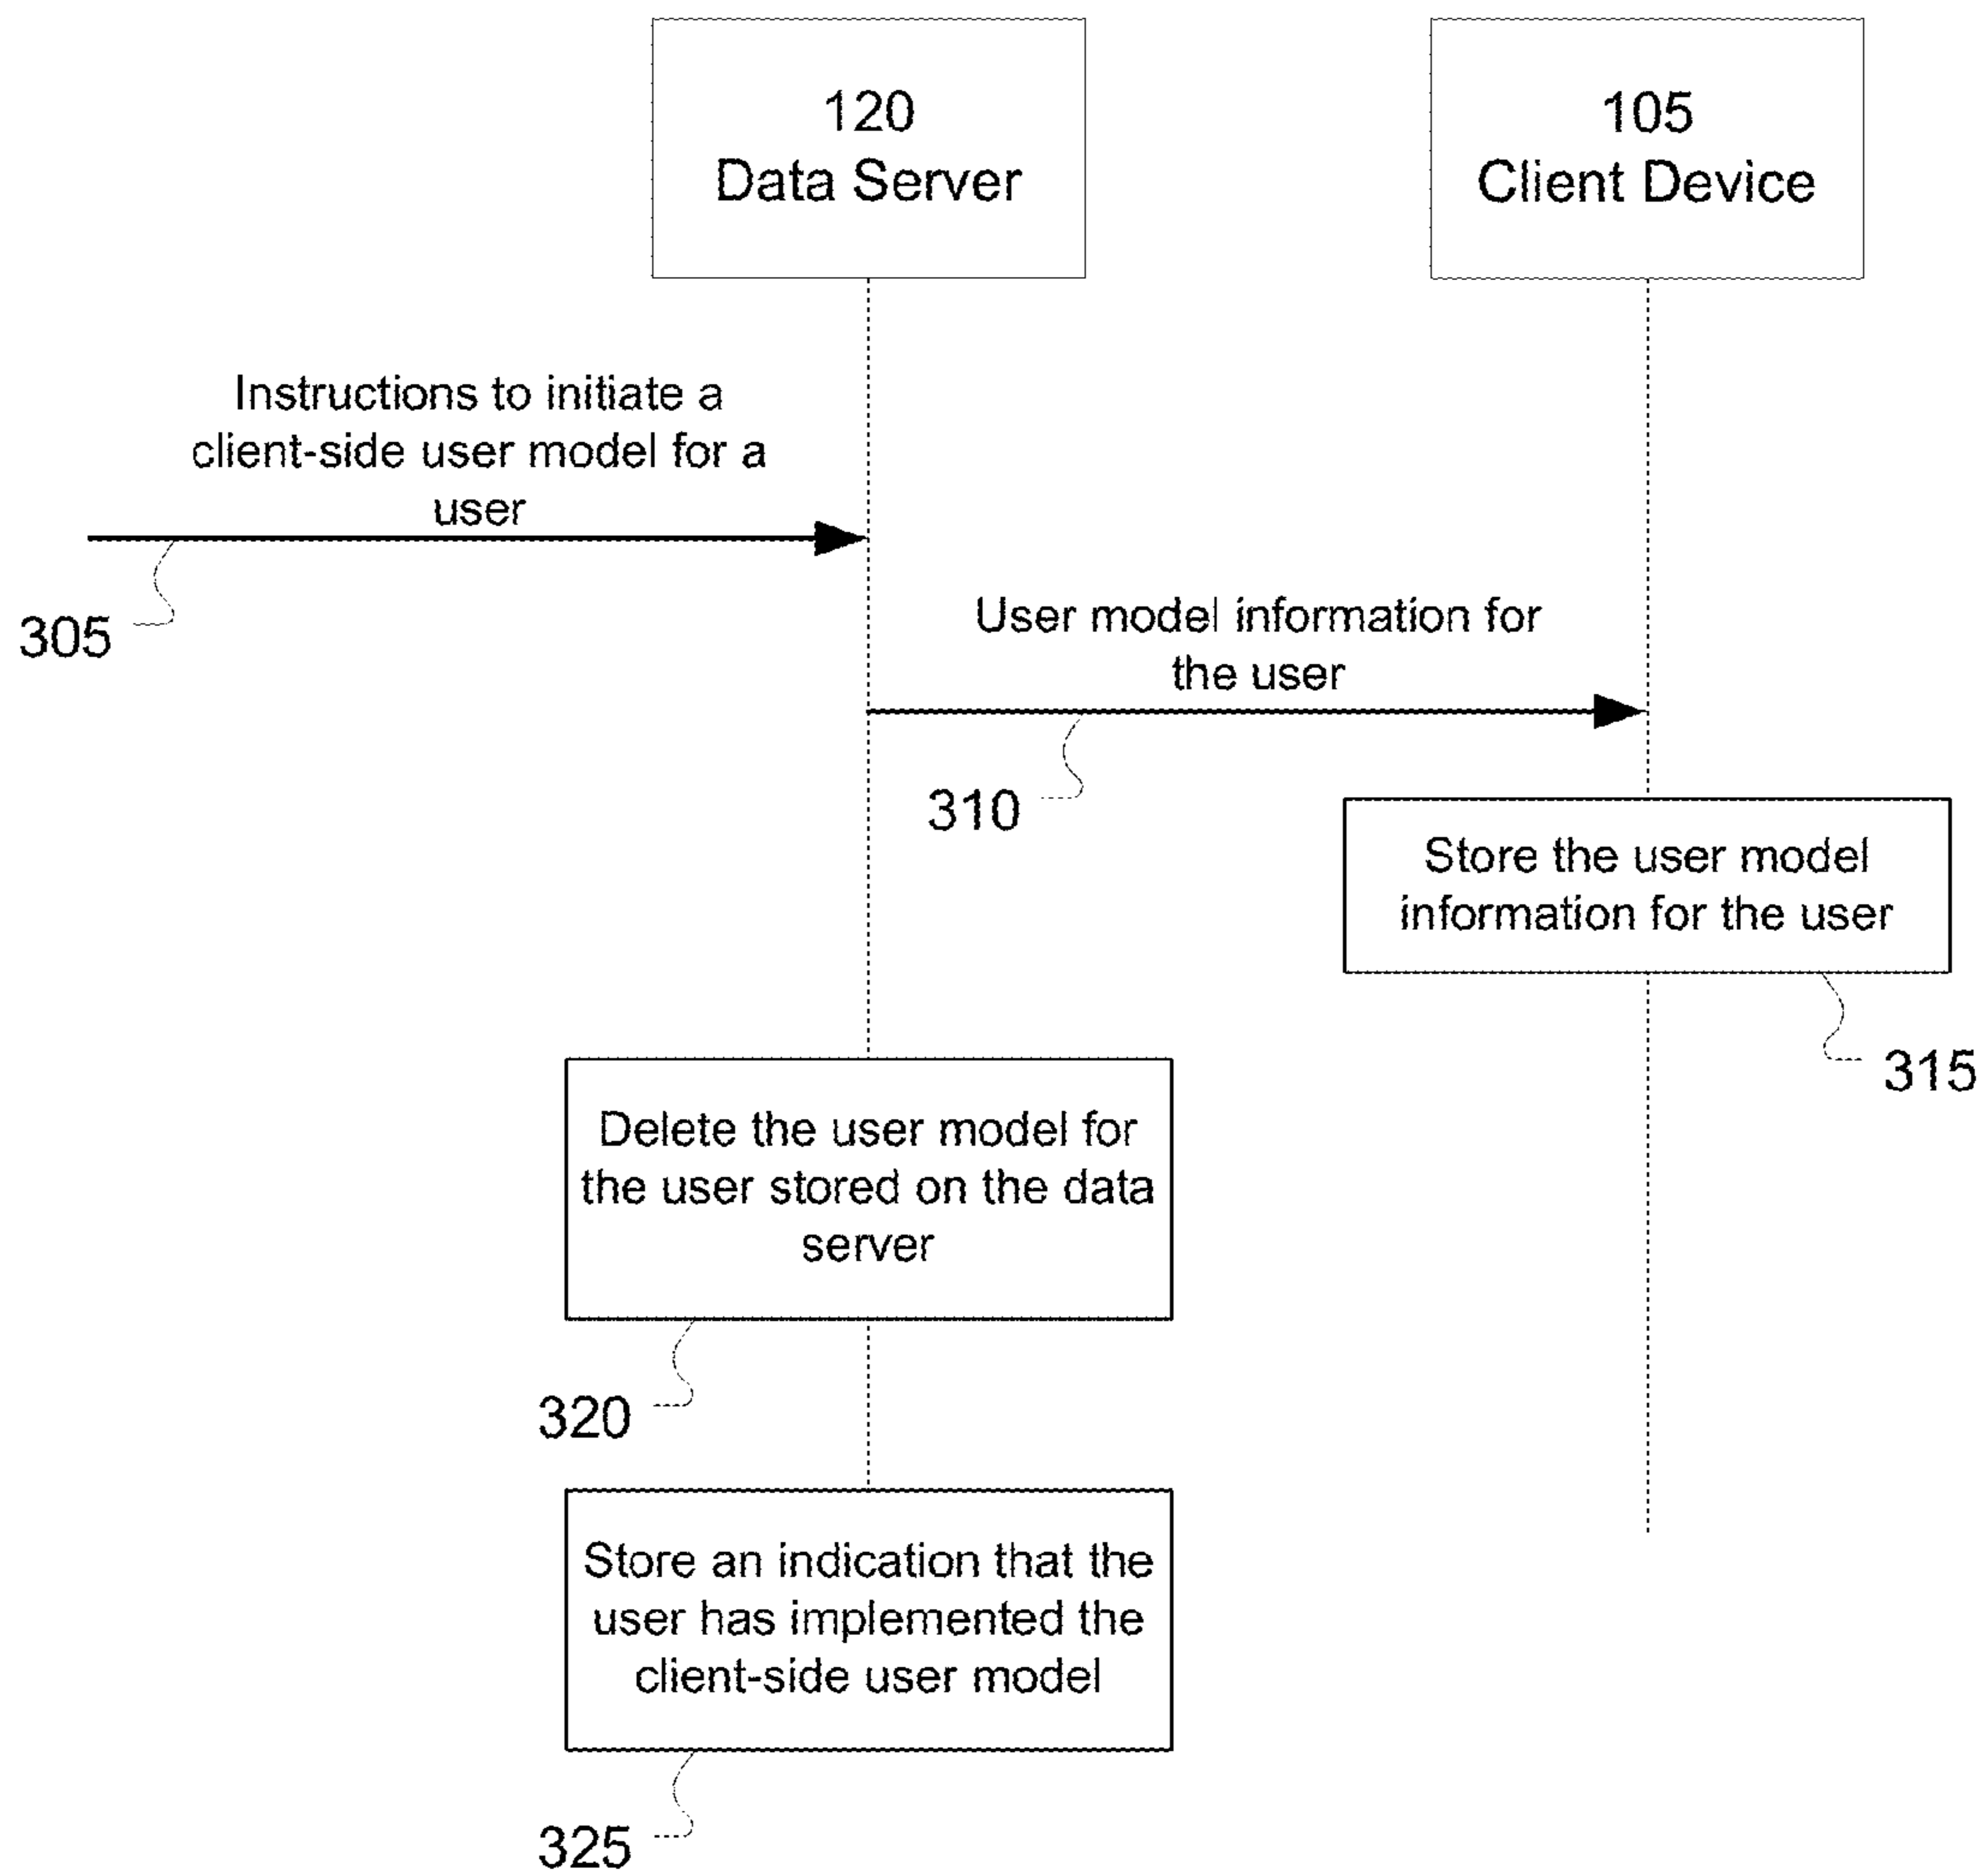 120
Data Server
105
Client Device
Instructions to initiate a
client-side user model for a
user
305
User model information for
the user
310
Store the user model
information for the user
315
Delete the user model for
the user stored on the data
server
320
Store an indication that the
user has implemented the
client-side user model
325